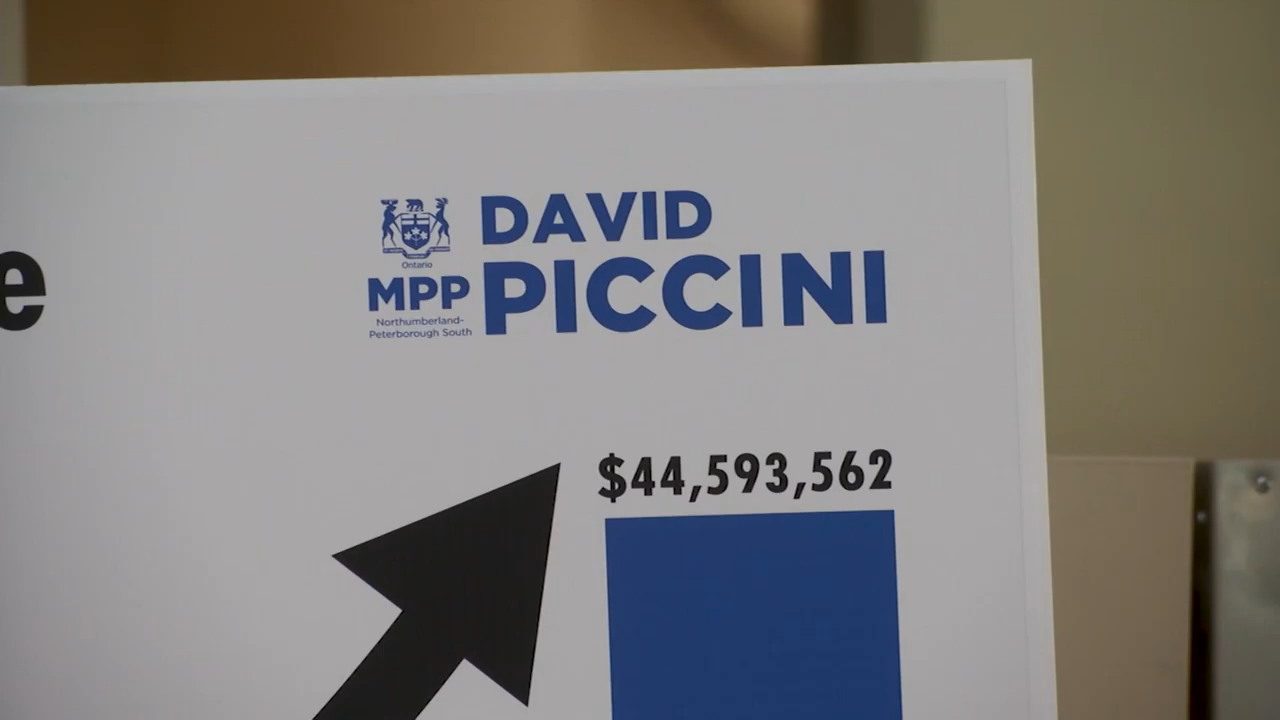 DAVID
PICCINI
Ontario
MPP
Northumberland-
Peterborough South
e
$44,593,562